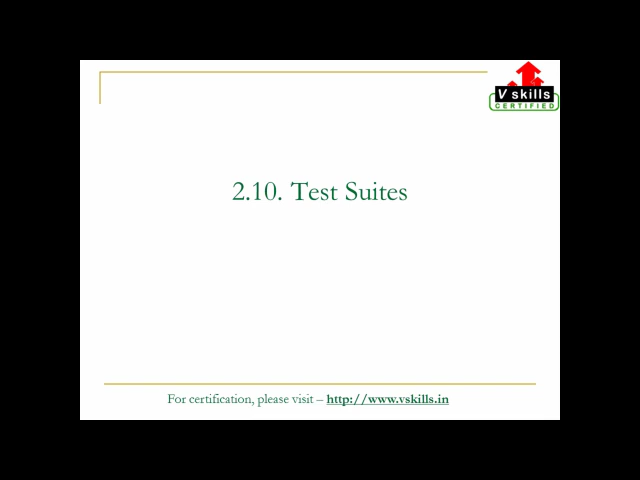 V skills
CERTIFIED
2.10. Test Suites
For certification, please visit – http://www.vskills.in